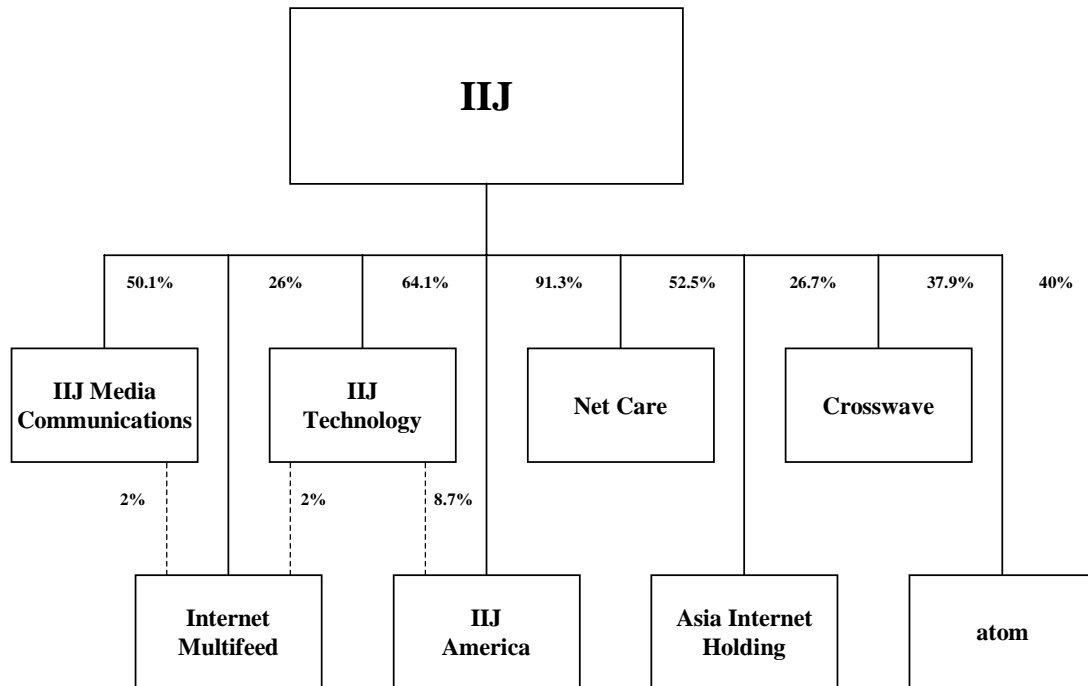 IIJ
50.1%
26%
64.1%
91.3%
52.5%
26.7%
37.9%
40%
IIJ Media
Communications
IIJ
Technology
Net Care
Crosswave
2%
2%
8.7%
Internet
Multifeed
IIJ
America
Asia Internet
Holding
atom